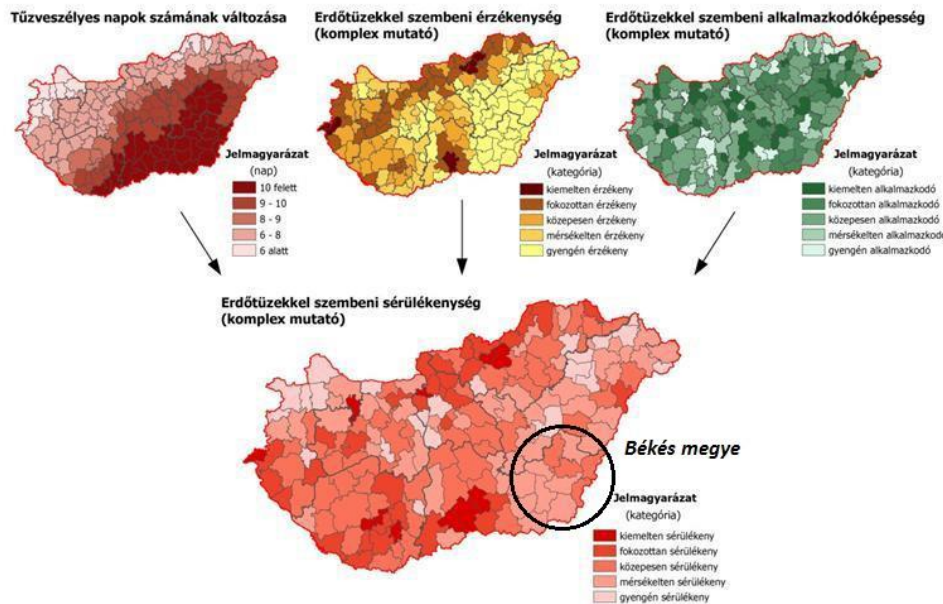 Tűzveszélyes napok számának változása
Jelmagyarázat
(nap)
10 felett
9 - 10
8 - 9
6 - 8
6 alatt
Erdőtüzekkel szembeni érzékenység
(komplex mutató)
Jelmagyarázat
(kategória)
kiemelten érzékeny
fokozottan érzékeny
közepesen érzékeny
mérsékelten érzékeny
gyengén érzékeny
Erdőtüzekkel szembeni alkalmazkodóképesség
(komplex mutató)
Jelmagyarázat
(kategória)
kiemelten alkalmazkodó
fokozottan alkalmazkodó
közepesen alkalmazkodó
mérsékelten alkalmazkodó
gyengén alkalmazkodó
Erdőtüzekkel szembeni sérülékenység
(komplex mutató)
Békés megye
Jelmagyarázat
(kategória)
kiemelten sérülékeny
fokozottan sérülékeny
közepesen sérülékeny
mérsékelten sérülékeny
gyengén sérülékeny